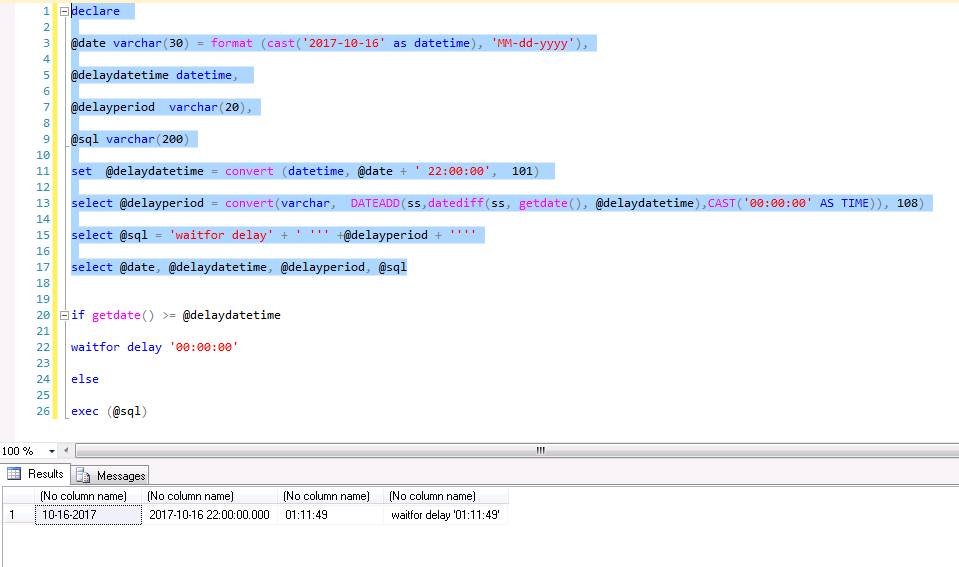 1 declare
2
3 @date varchar(30) = format (cast('2017-10-16' as datetime), 'MM-dd-yyyy'),
4
5 @delaydatetime datetime,
6
7 @delayperiod  varchar(20),
8
9 @sql varchar(200)
10
11 set  @delaydatetime = convert (datetime, @date + ' 22:00:00',  101)
12
13 select @delayperiod = convert(varchar,  DATEADD(ss,datediff(ss, getdate(), @delaydatetime),CAST('00:00:00' AS TIME)), 108)
14
15 select @sql = 'waitfor delay' + ' ''' +@delayperiod + ''''
16
17 select @date, @delaydatetime, @delayperiod, @sql
18
19
20 if getdate() >= @delaydatetime
21
22 waitfor delay '00:00:00'
23
24 else
25
26 exec (@sql)
100 %
Results Messages
(No column name) (No column name) (No column name) (No column name)
1 10-16-2017 2017-10-16 22:00:00.000 01:11:49 waitfor delay '01:11:49'